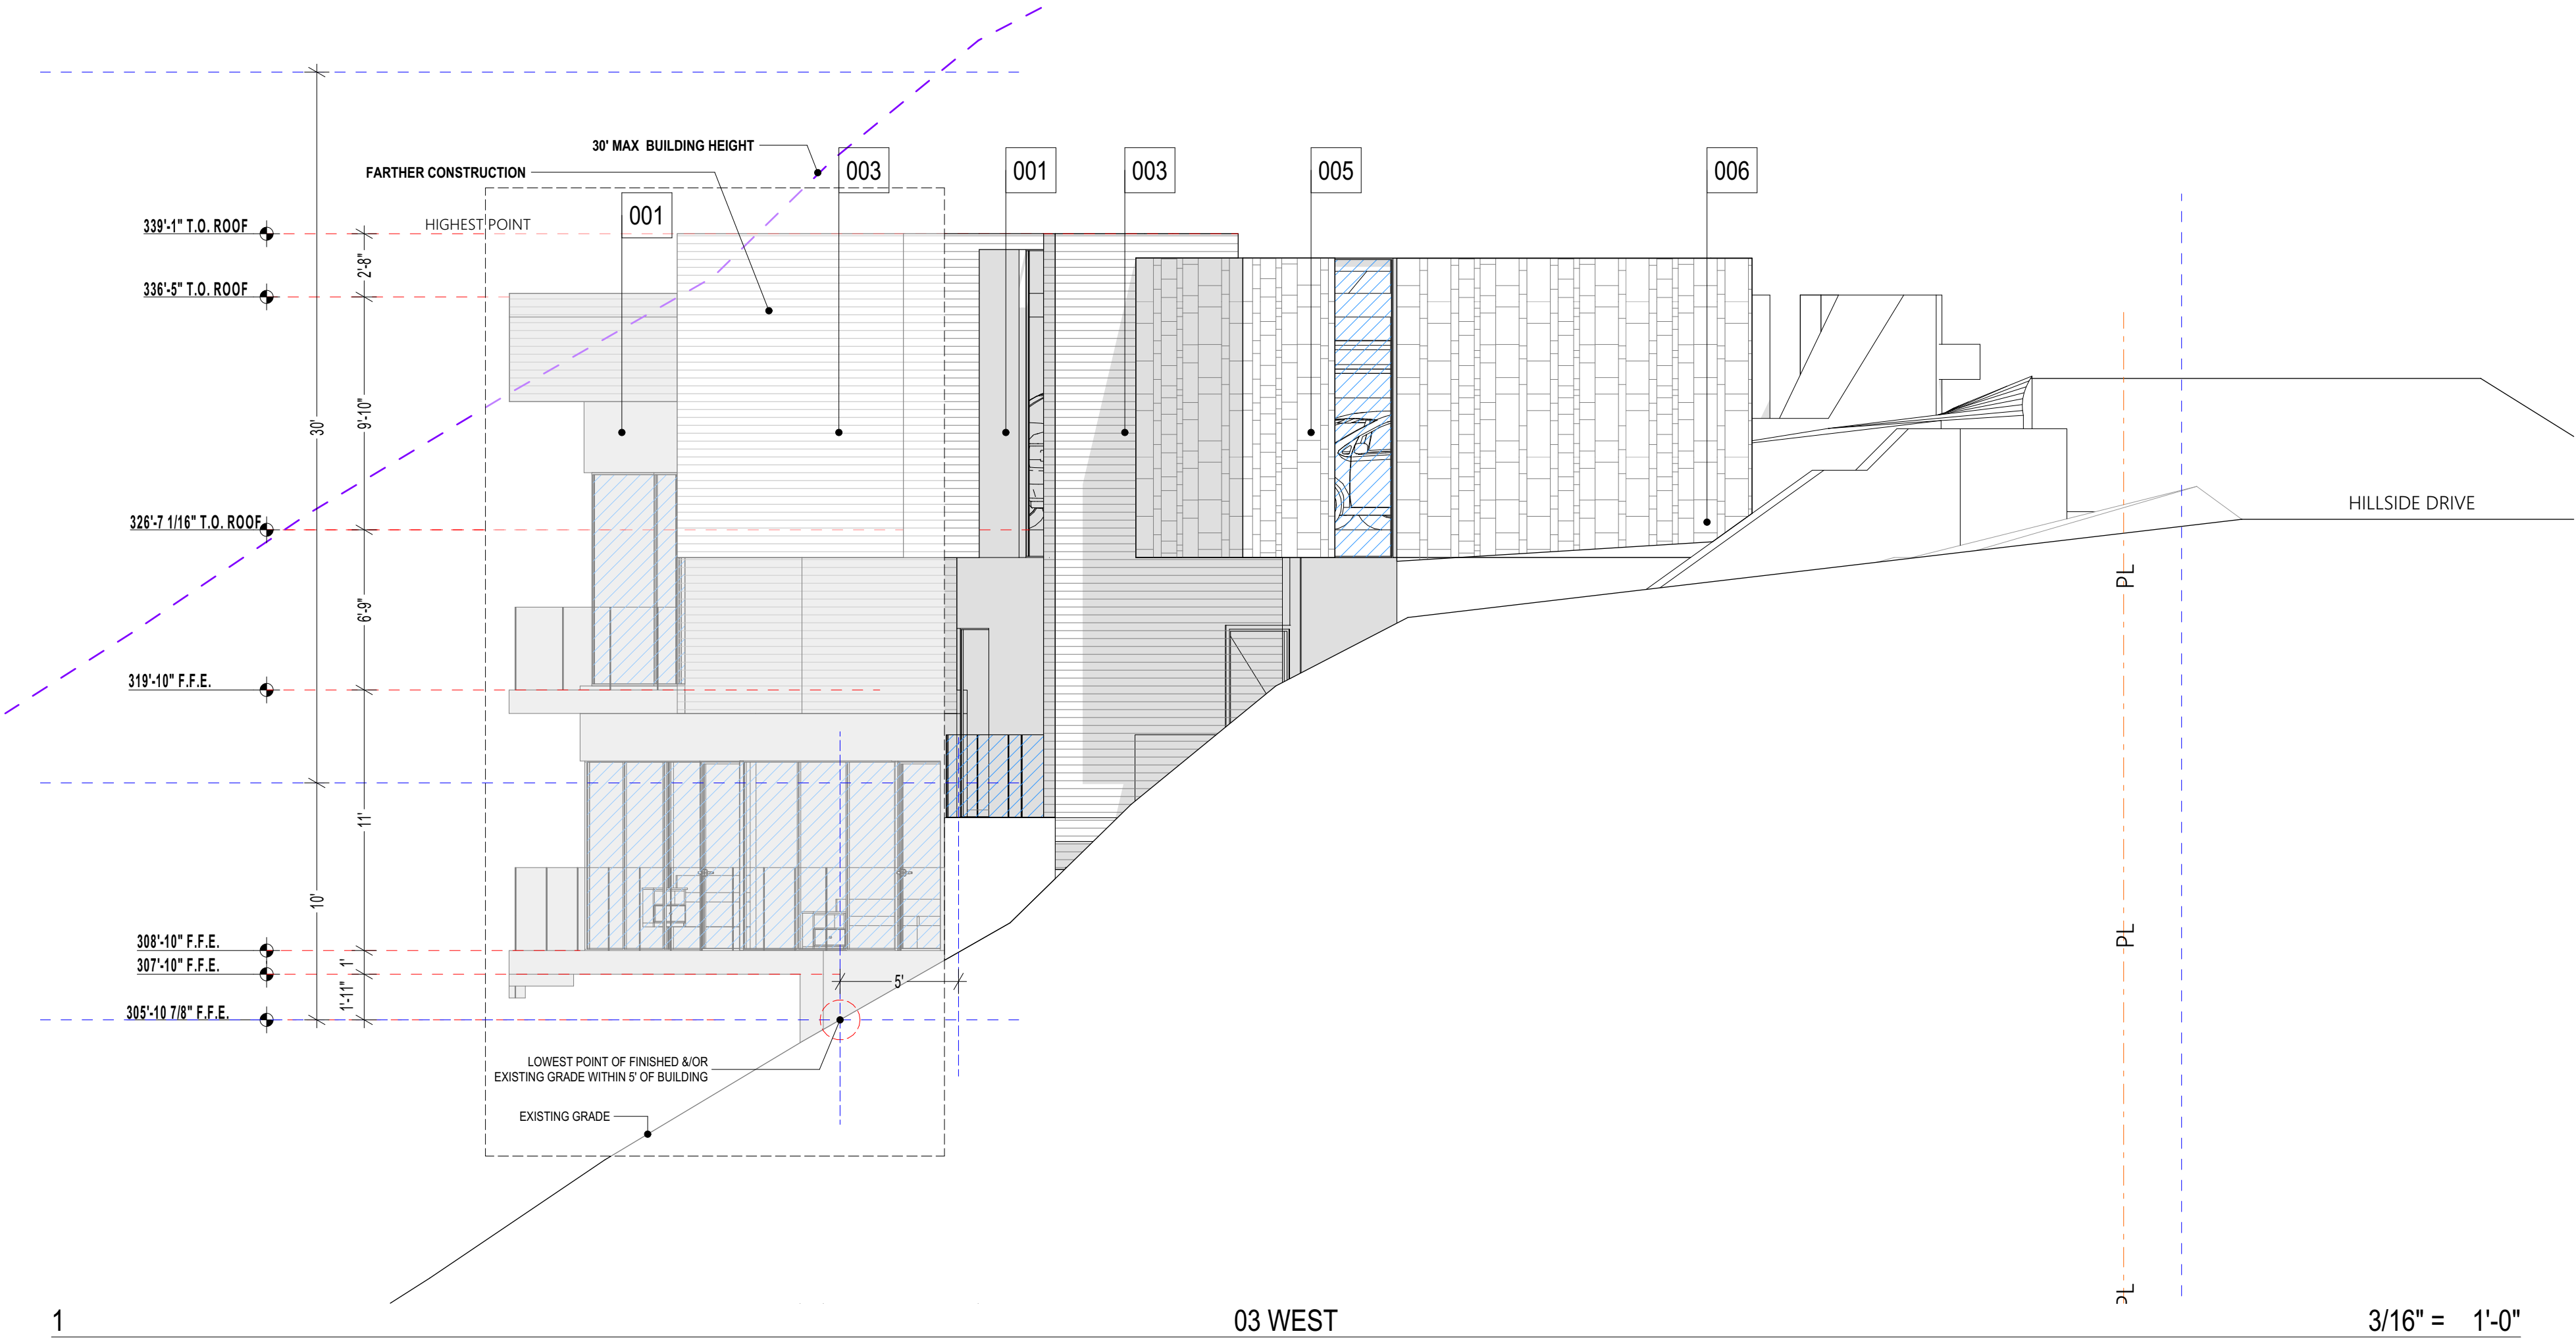 30' MAX BUILDING HEIGHT
FARTHER CONSTRUCTION
003
001
003
005
006
001
HIGHEST POINT
339'-1" T.O. ROOF
2'-8"
336'-5" T.O. ROOF
30'
9'-10"
326'-7 1/16" T.O. ROOF
HILLSIDE DRIVE
PL
6'-9"
319'-10" F.F.E.
11'
10'
PL
308'-10" F.F.E.
1'
307'-10" F.F.E.
5'
1'-11"
305'-10 7/8" F.F.E.
LOWEST POINT OF FINISHED &/OR
EXISTING GRADE WITHIN 5' OF BUILDING
EXISTING GRADE
PL
1
03 WEST
3/16" = 1'-0"